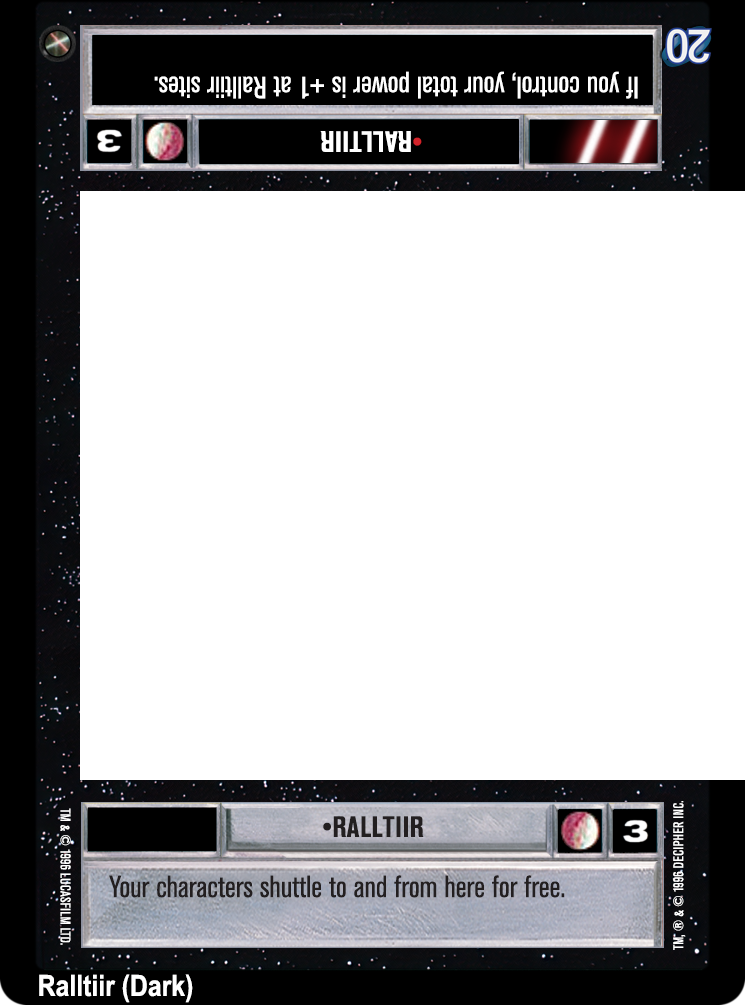 20
If you control, your total power is +1 at Ralltiir sites.
•RALLTIIR
3
•RALLTIIR
3
Your characters shuttle to and from here for free.
TM & © 1996 LUCASFILM Ltd.
TM, ® & © 1996 DECIPHER INC.
Ralltiir (Dark)